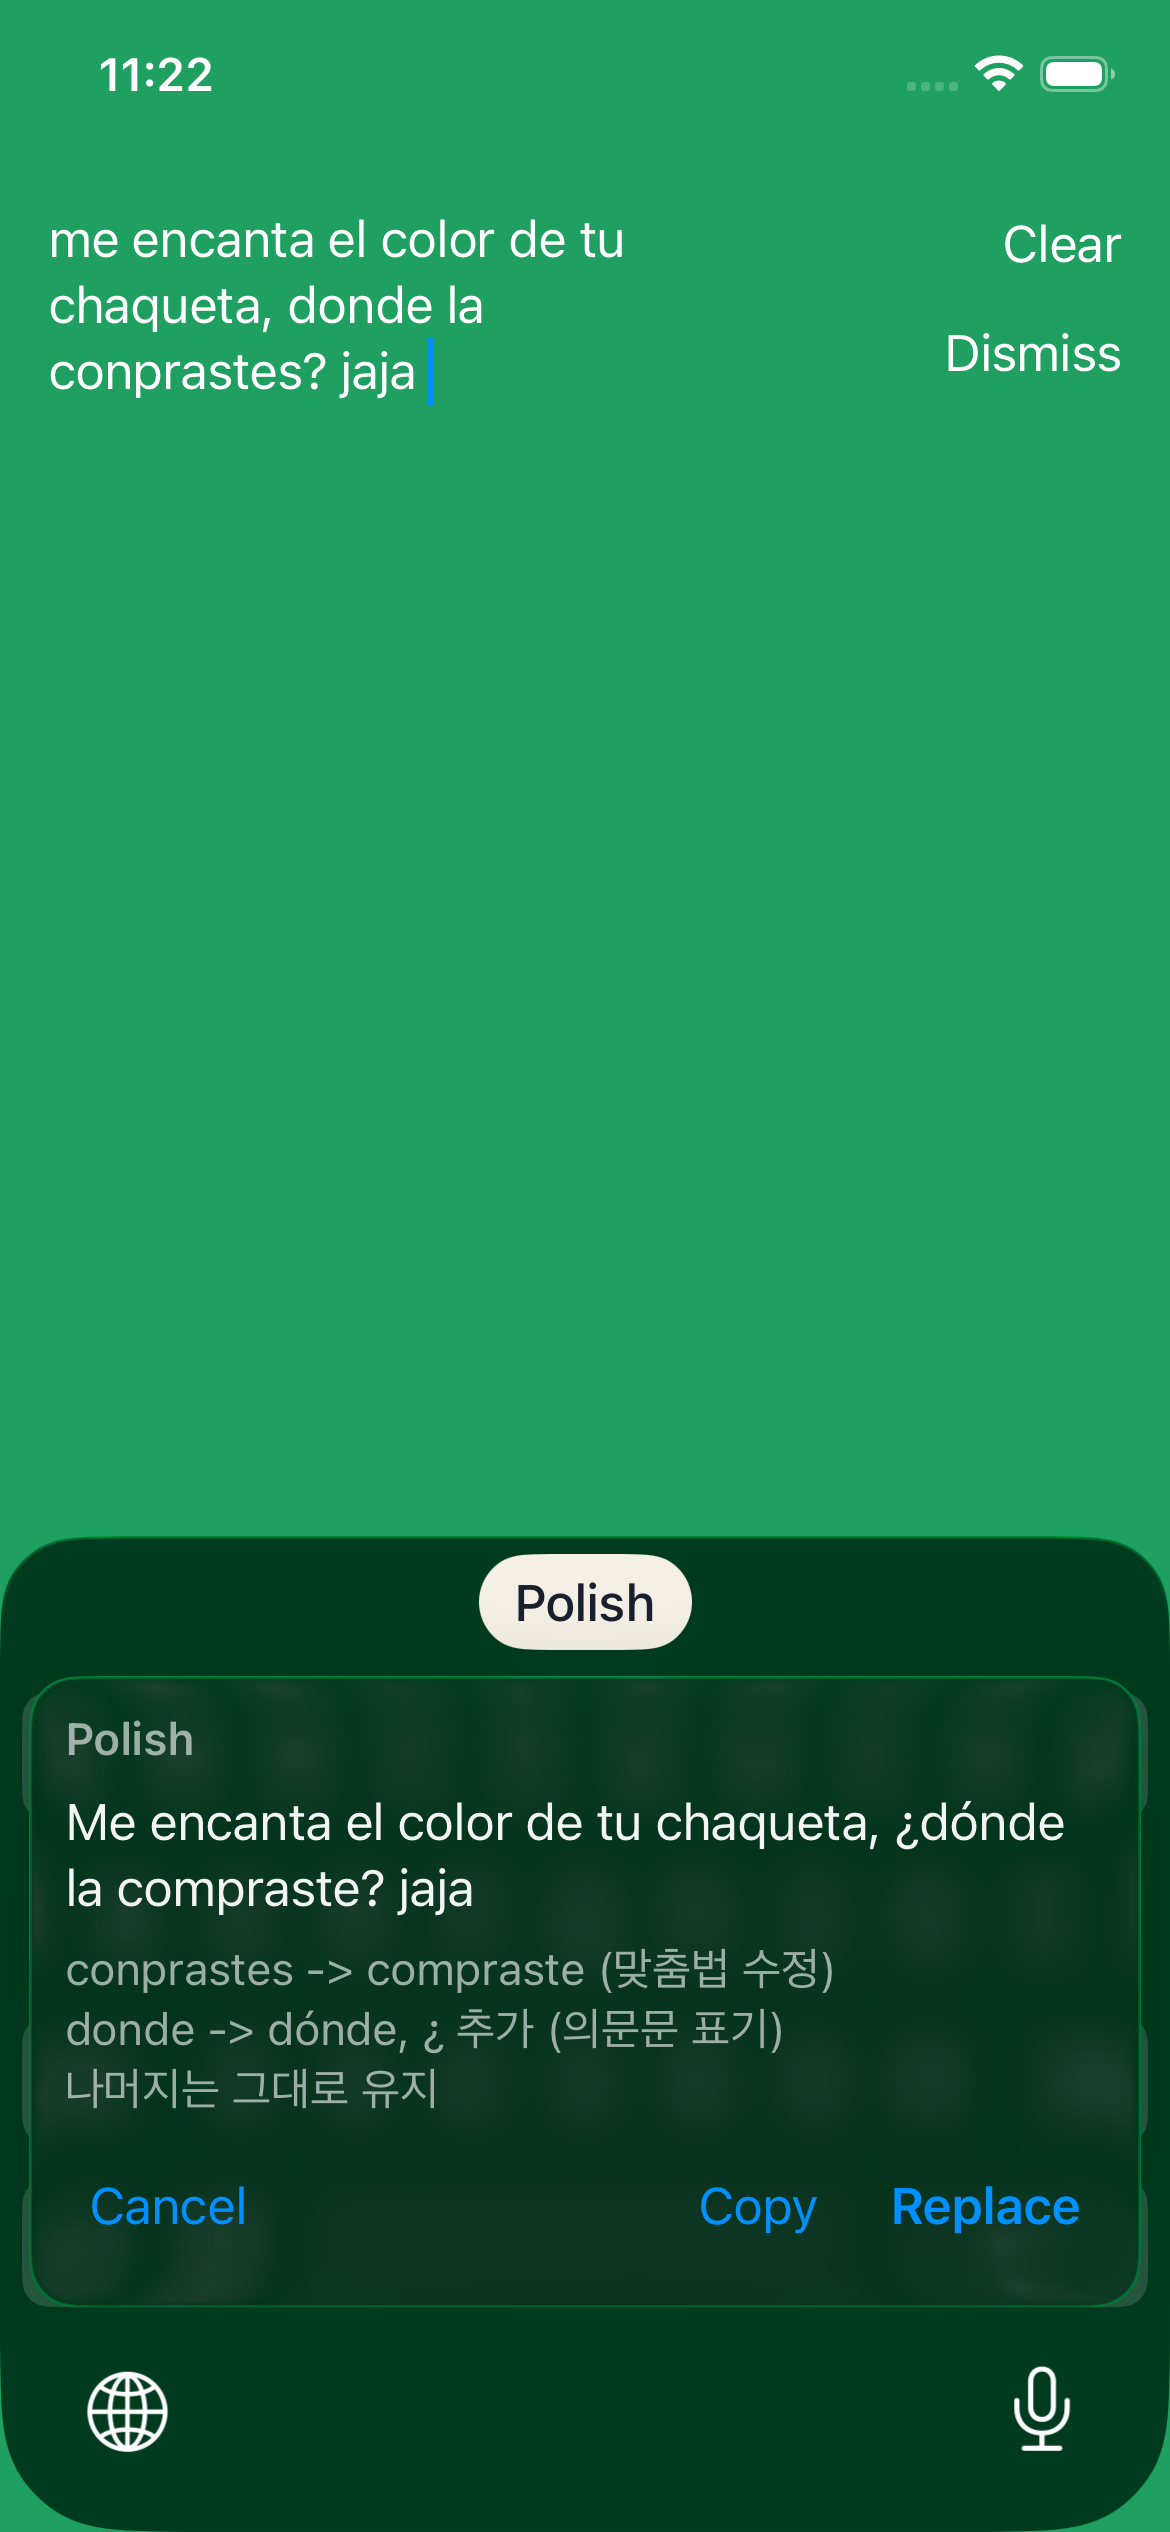 11:22
me encanta el color de tu
chaqueta, donde la
conprastes? jaja
Clear
Dismiss
Polish
Polish
Me encanta el color de tu chaqueta, ¿dónde
la compraste? jaja
conprastes -> compraste (맞춤법 수정)
donde -> dónde, ¿ 추가 (의문문 표기)
나머지는 그대로 유지
Cancel
Copy
Replace